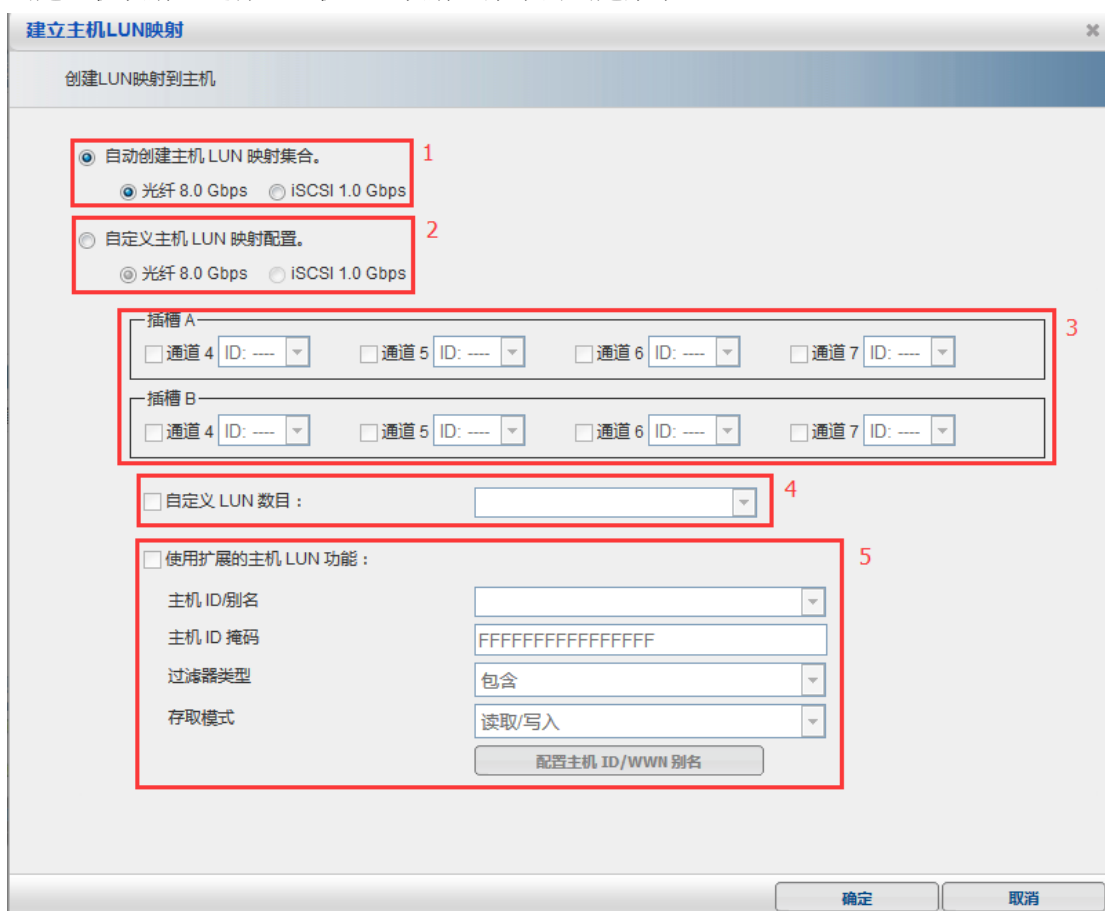 建立主机LUN映射
创建LUN映射到主机
自动创建主机 LUN 映射集合。
1
光纤 8.0 Gbps iSCSI 1.0 Gbps
自定义主机 LUN 映射配置。
2
光纤 8.0 Gbps iSCSI 1.0 Gbps
插槽 A
3
通道 4 ID: ---- 通道 5 ID: ---- 通道 6 ID: ---- 通道 7 ID: ----
插槽 B
通道 4 ID: ---- 通道 5 ID: ---- 通道 6 ID: ---- 通道 7 ID: ----
自定义 LUN 数目：
4
使用扩展的主机 LUN 功能：
5
主机 ID/别名
主机 ID 掩码 FFFFFFFFFFFFFFFF
过滤器类型 包含
存取模式 读取/写入
配置主机 ID/WWN 别名
确定 取消